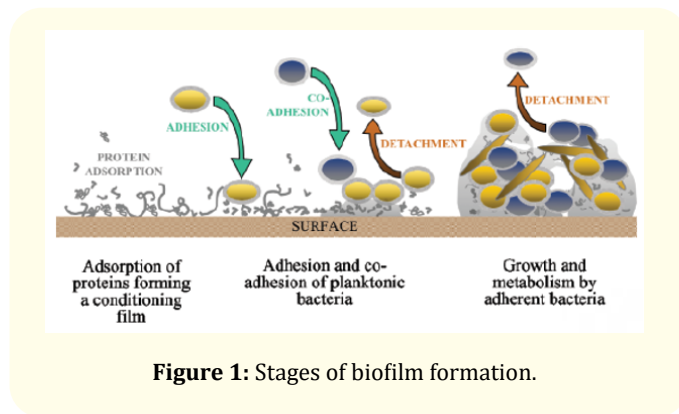 PROTEIN
ADSORPTION
ADHESION
CO-
ADHESION
DETACHMENT
DETACHMENT
SURFACE
Adsorption of
proteins forming
a conditioning
film
Adhesion and co-
adhesion of planktonic
bacteria
Growth and
metabolism by
adherent bacteria
Figure 1: Stages of biofilm formation.